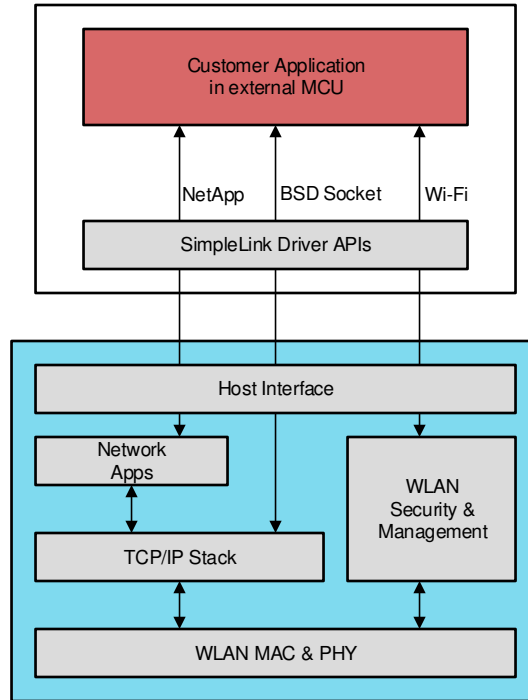 Customer Application
in external MCU
NetApp
BSD Socket
Wi-Fi
SimpleLink Driver APIs
Host Interface
Network
Apps
WLAN
Security &
Management
TCP/IP Stack
WLAN MAC & PHY